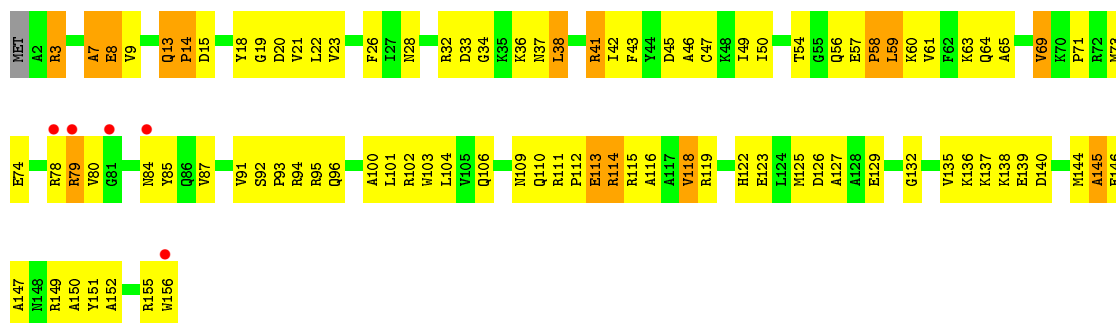 MET A2 R3 A7 E8 V9 Q13 P14 D15 Y18 G19 D20 V21 L22 V23 F26 I27 N28 R32 D33 G34 K35 K36 N37 L38 R41 I42 F43 Y44 D45 A46 C47 K48 I49 I50 T54 G55 Q56 E57 P58 L59 K60 V61 F62 K63 Q64 A65 V69 K70 P71 R72 M73
E74 R78 R79 V80 G81 N84 Y85 Q86 V87 V91 S92 P93 R94 R95 Q96 A100 L101 R102 W103 L104 V105 Q106 N109 Q110 R111 P112 E113 R114 R115 A116 A117 V118 R119 H122 E123 L124 M125 D126 A127 A128 E129 G132 V135 K136 K137 K138 E139 D140 M144 A145 E146
A147 N148 R149 A150 Y151 A152 R155 W156